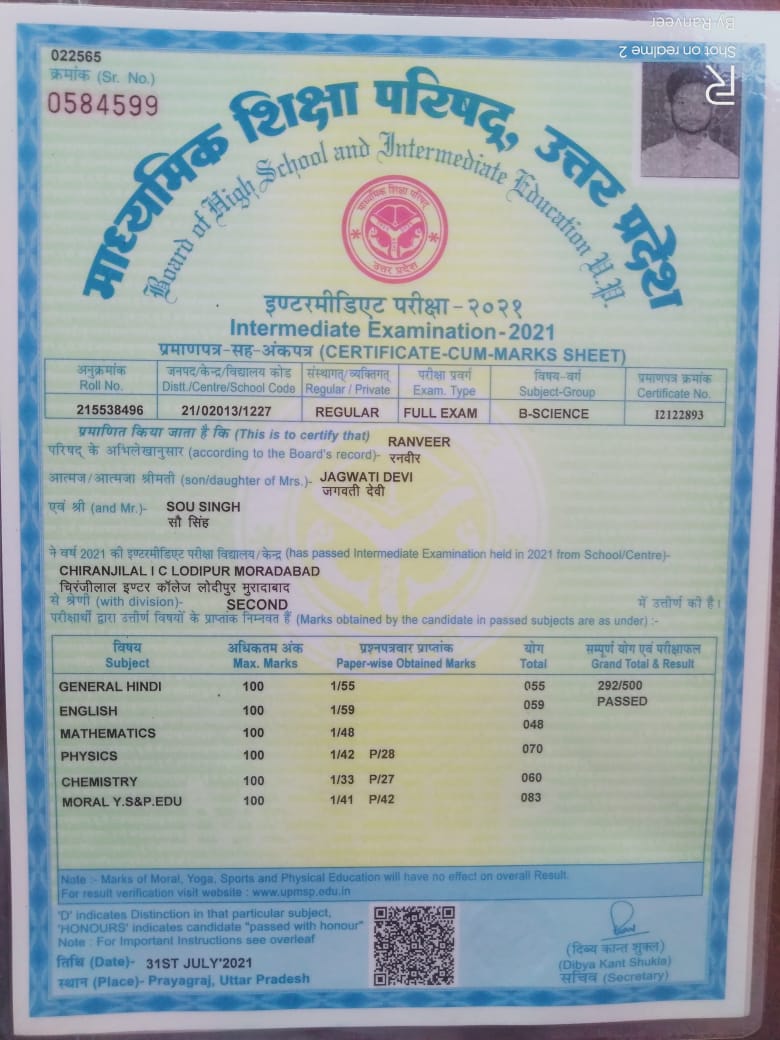 By Ranveer
Shot on realme 2
R
022565
क्रमांक (Sr. No.)
0584599
माध्यमिक शिक्षा परिषद्, उत्तर प्रदेश
Board of High School and Intermediate Education U.P.
माध्यमिक शिक्षा परिषद्
उत्तर प्रदेश
इण्टरमीडिएट परीक्षा - २०२१
Intermediate Examination - 2021
प्रमाणपत्र -सह-अंकपत्र (CERTIFICATE-CUM-MARKS SHEET)
अनुक्रमांक जनपद/केन्द्र/विद्यालय कोड संस्थागत/व्यक्तिगत परीक्षा प्रवर्ग विषय-वर्ग प्रमाणपत्र क्रमांक
Roll No. Distt./Centre/School Code Regular / Private Exam. Type Subject-Group Certificate No.
215538496 21/02013/1227 REGULAR FULL EXAM B-SCIENCE I2122893
प्रमाणित किया जाता है कि (This is to certify that) RANVEER
परिषद् के अभिलेखानुसार (according to the Board's record)- रनवीर
आत्मज/आत्मजा श्रीमती (son/daughter of Mrs.)- JAGWATI DEVI
जगवती देवी
एवं श्री (and Mr.)- SOU SINGH
सौ सिंह
ने वर्ष 2021 की इण्टरमीडिएट परीक्षा विद्यालय/केन्द्र (has passed Intermediate Examination held in 2021 from School/Centre)-
CHIRANJILAL I C LODIPUR MORADABAD
चिरंजीलाल इण्टर कॉलेज लोदीपुर मुरादाबाद
से श्रेणी (with division)- SECOND में उत्तीर्ण की है।
परीक्षार्थी द्वारा उत्तीर्ण विषयों के प्राप्तांक निम्नवत हैं (Marks obtained by the candidate in passed subjects are as under) :-
विषय अधिकतम अंक प्रश्नपत्रवार प्राप्तांक योग सम्पूर्ण योग एवं परीक्षाफल
Subject Max. Marks Paper-wise Obtained Marks Total Grand Total & Result
GENERAL HINDI 100 1/55 055 292/500
ENGLISH 100 1/59 059 PASSED
MATHEMATICS 100 1/48 048
PHYSICS 100 1/42 P/28 070
CHEMISTRY 100 1/33 P/27 060
MORAL Y.S&P.EDU 100 1/41 P/42 083
Note :- Marks of Moral, Yoga, Sports and Physical Education will have no effect on overall Result.
For result verification visit website : www.upmsp.edu.in
'D' indicates Distinction in that particular subject,
'HONOURS' indicates candidate "passed with honour"
Note : For Important Instructions see overleaf
तिथि (Date)- 31ST JULY'2021
स्थान (Place)- Prayagraj, Uttar Pradesh
(दिब्य कान्त शुक्ल)
(Dibya Kant Shukla)
सचिव (Secretary)